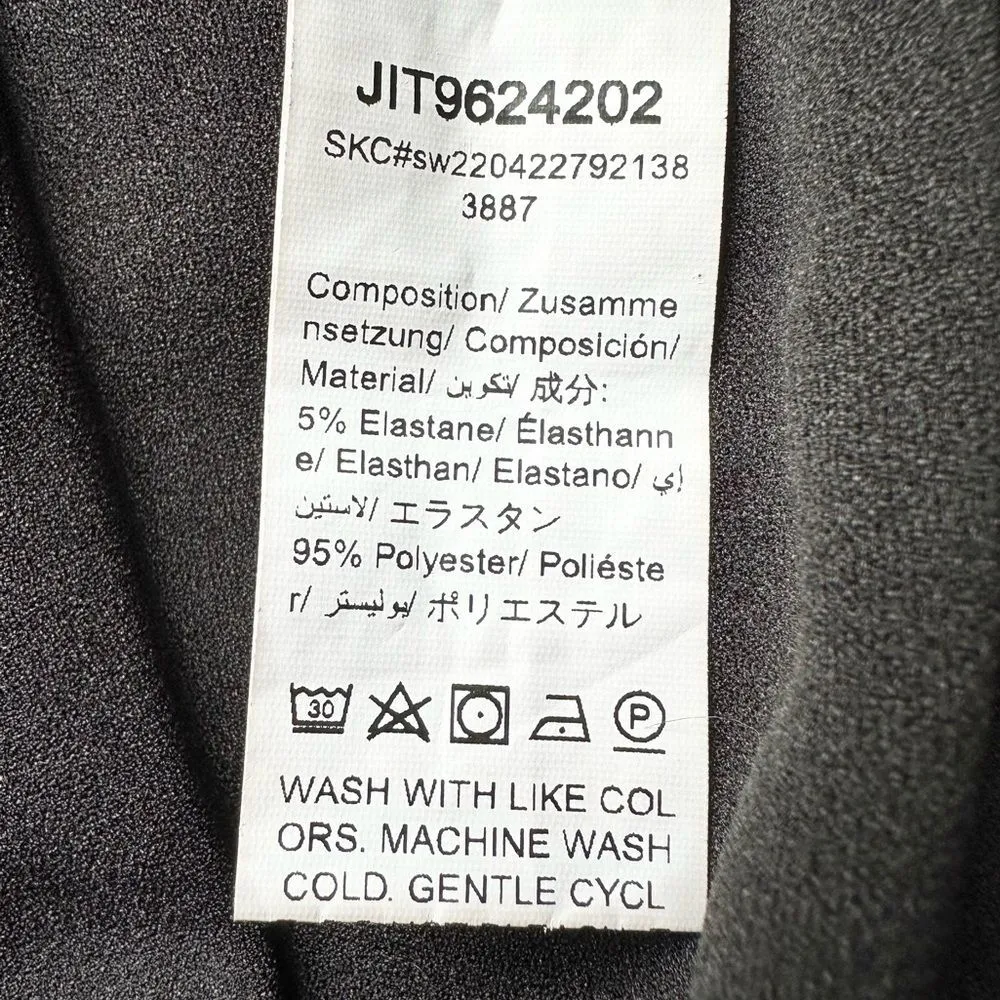 JIT9624202
SKC#sw220422792138
3887
Composition/ Zusamme
nsetzung/ Composición/
Material/ تكوين/ 成分:
5% Elastane/ Élasthann
e/ Elasthan/ Elastano/ إي
لاستين/ エラスタン
95% Polyester/ Poliéste
r/ بوليستر/ ポリエステル
30
P
WASH WITH LIKE COL
ORS. MACHINE WASH
COLD. GENTLE CYCL